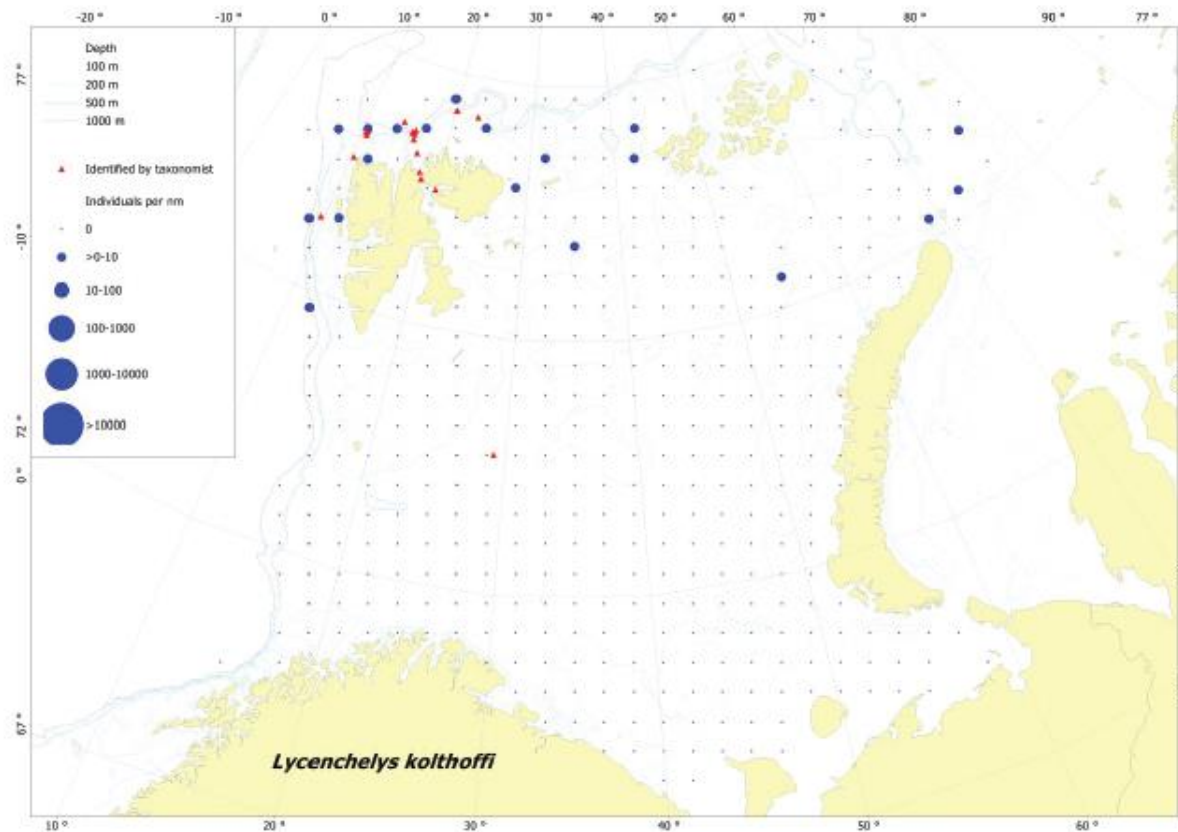 -20 ° -10 ° 0 ° 10 ° 20 ° 30 ° 40 ° 50 ° 60 ° 70 ° 80 ° 90 ° 77 °
77 °
Depth
100 m
200 m
500 m
1000 m
Identified by taxonomist
Individuals per nm
0
>0-10
10-100
100-1000
1000-10000
>10000
-10 °
72 °
0 °
67 °
Lycenchelys kolthoffi
10 ° 20 ° 30 ° 40 ° 50 ° 60 °